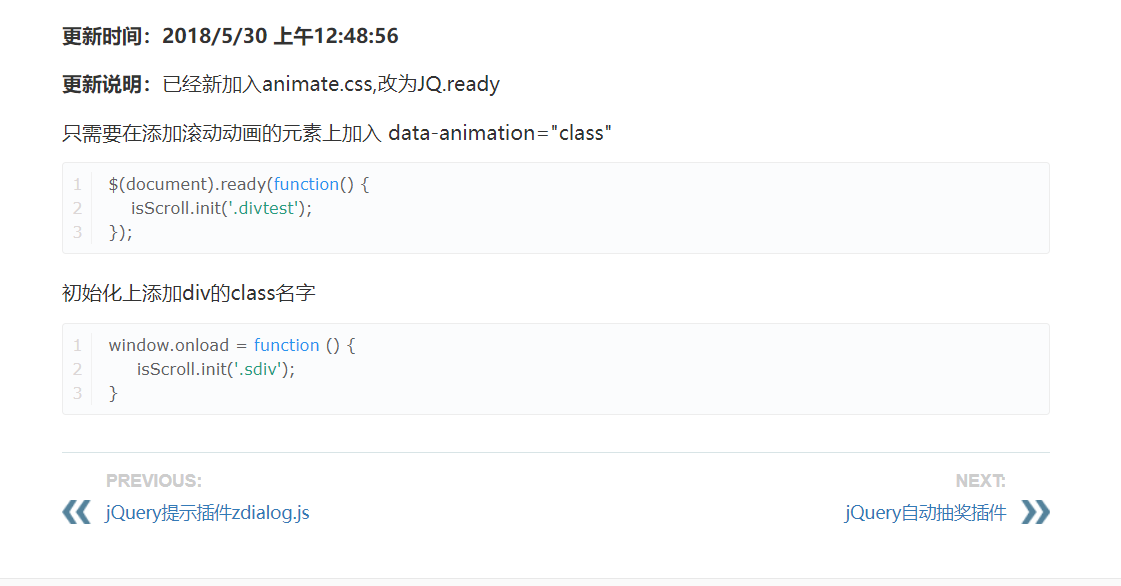 更新时间：2018/5/30 上午12:48:56
更新说明：已经新加入animate.css,改为JQ.ready
只需要在添加滚动动画的元素上加入 data-animation="class"
1 $(document).ready(function() {
2 isScroll.init('.divtest');
3 });
初始化上添加div的class名字
1 window.onload = function () {
2 isScroll.init('.sdiv');
3 }
PREVIOUS:
jQuery提示插件zdialog.js
NEXT:
jQuery自动抽奖插件